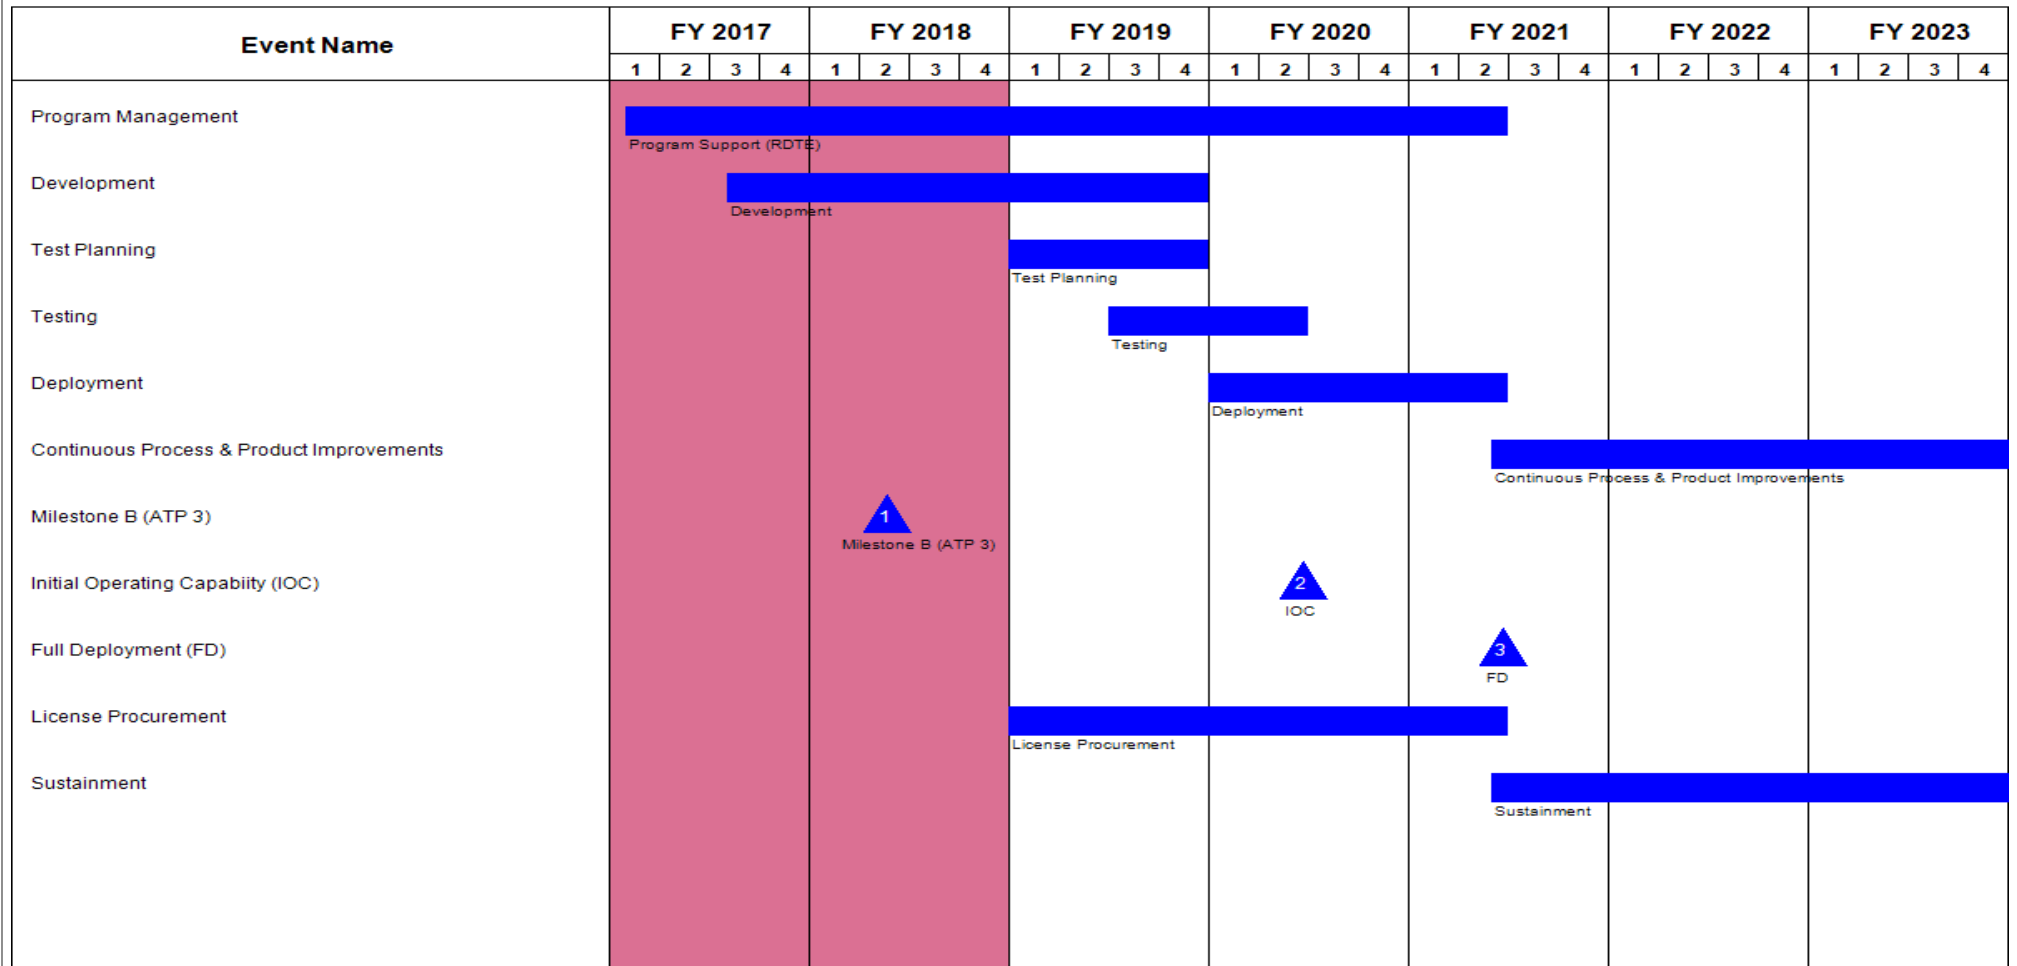 Event Name FY 2017 FY 2018 FY 2019 FY 2020 FY 2021 FY 2022 FY 2023
1 2 3 4 1 2 3 4 1 2 3 4 1 2 3 4 1 2 3 4 1 2 3 4 1 2 3 4
Program Management
Program Support (RDTE)
Development
Development
Test Planning
Test Planning
Testing
Testing
Deployment
Deployment
Continuous Process & Product Improvements
Continuous Process & Product Improvements
Milestone B (ATP 3)
1
Milestone B (ATP 3)
Initial Operating Capabiity (IOC)
2
IOC
Full Deployment (FD)
3
FD
License Procurement
License Procurement
Sustainment
Sustainment